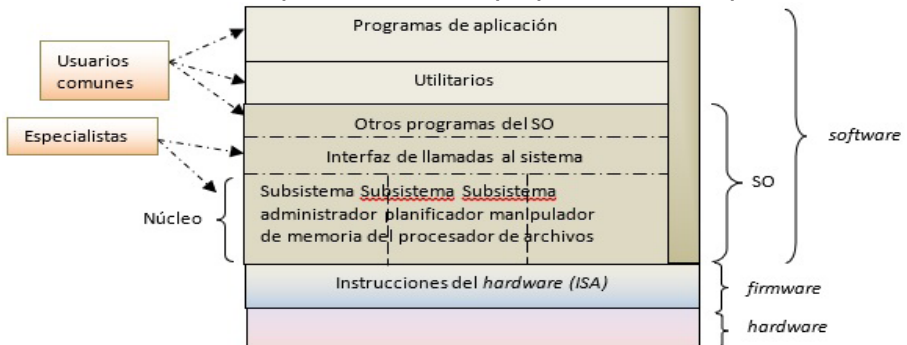 Programas de aplicación
Usuarios
comunes
Utilitarios
Otros programas del SO
Especialistas
Interfaz de llamadas al sistema
software
SO
Subsistema Subsistema Subsistema
administrador planificador manipulador
de memoria del procesador de archivos
Núcleo
Instrucciones del hardware (ISA)
firmware
hardware